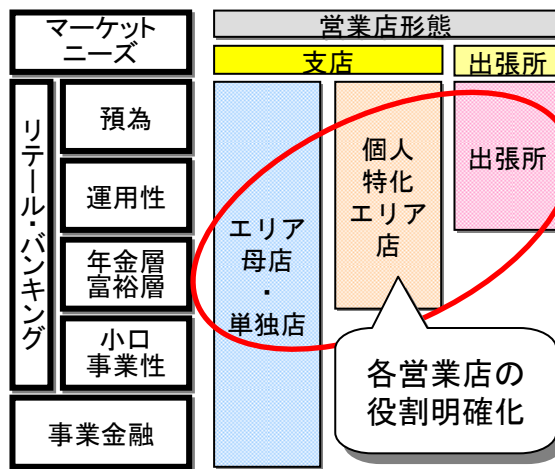 マーケット
ニーズ
営業店形態
支店
出張所
リテール・バンキング
預為
運用性
年金層
富裕層
小口
事業性
事業金融
エリア
母店
・
単独店
個人
特化
エリア
店
出張所
各営業店の
役割明確化